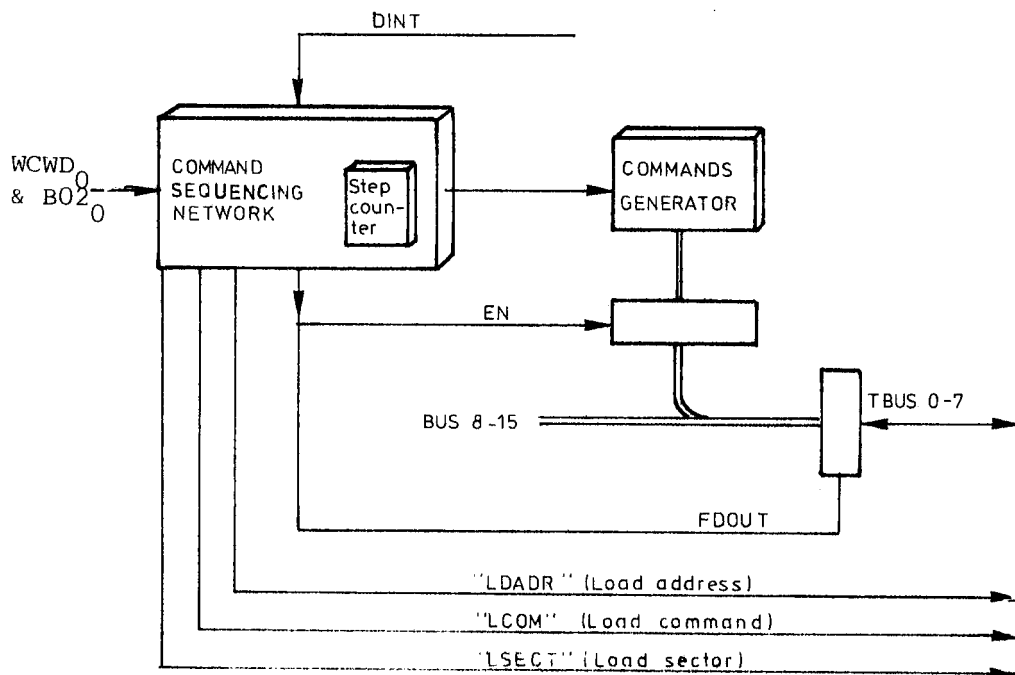 DINT
WCWD0
& B020
COMMAND
SEQUENCING
NETWORK
Step
coun-
ter
COMMANDS
GENERATOR
EN
BUS 8-15
TBUS 0-7
FDOUT
"LDADR" (Load address)
"LCOM" (Load command)
"LSECT" (Load sector)